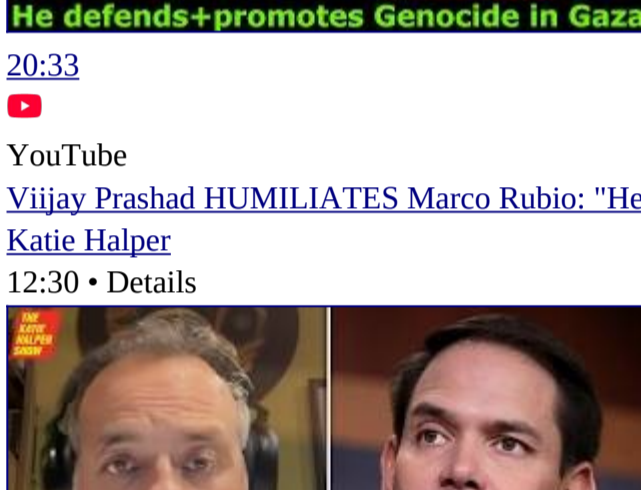 He defends+promotes Genocide in Gaza
20:33
YouTube
Viijay Prashad HUMILIATES Marco Rubio: "He
Katie Halper
12:30 • Details
THE
KATIE
HALPER
SHOW